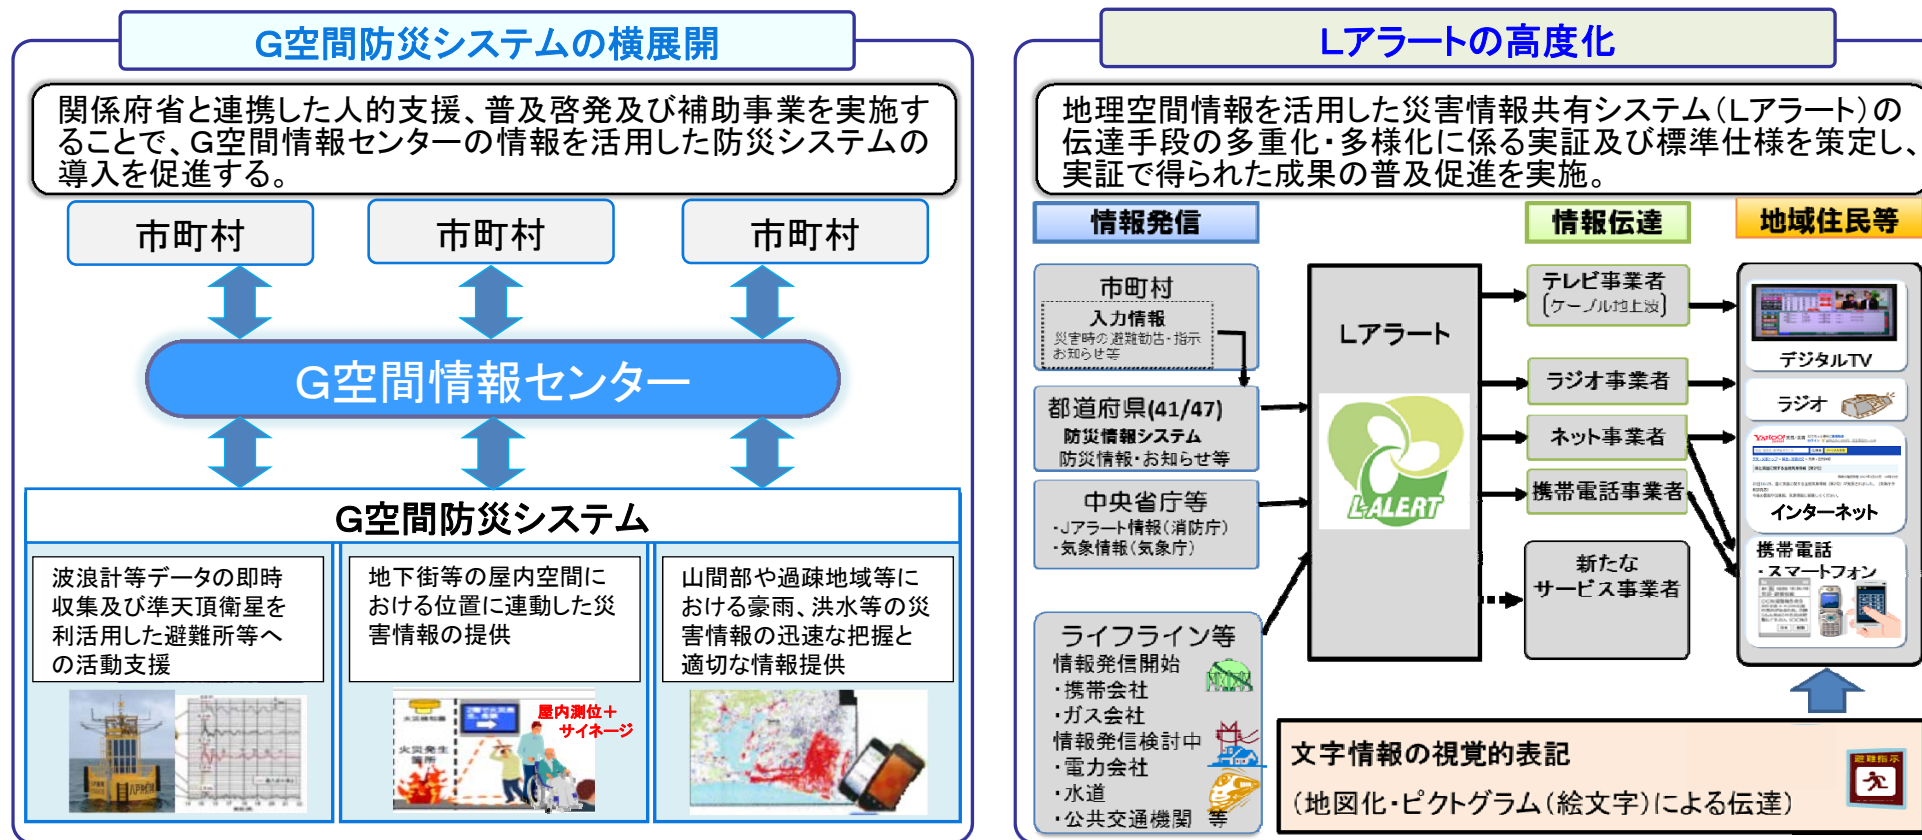 G空間防災システムの横展開
関係府省と連携した人的支援、普及啓発及び補助事業を実施す
ることで、G空間情報センターの情報を活用した防災システムの
導入を促進する。
市町村
市町村
市町村
G空間情報センター
G空間防災システム
波浪計等データの即時
収集及び準天頂衛星を
利活用した避難所等へ
の活動支援
地下街等の屋内空間に
おける位置に連動した災
害情報の提供
火災発生
箇所
屋内測位+
サイネージ
山間部や過疎地域等に
おける豪雨、洪水等の災
害情報の迅速な把握と
適切な情報提供
Lアラートの高度化
地理空間情報を活用した災害情報共有システム(Lアラート)の
伝達手段の多重化・多様化に係る実証及び標準仕様を策定し、
実証で得られた成果の普及促進を実施。
情報発信
市町村
入力情報
災害時の避難勧告・指示
お知らせ等
都道府県(41/47)
防災情報システム
防災情報・お知らせ等
中央省庁等
・Jアラート情報(消防庁)
・気象情報(気象庁)
ライフライン等
情報発信開始
・携帯会社
・ガス会社
情報発信検討中
・電力会社
・水道
・公共交通機関 等
Lアラート
L-ALERT
情報伝達
テレビ事業者
(ケーブル地上波)
ラジオ事業者
ネット事業者
携帯電話事業者
新たな
サービス事業者
地域住民等
デジタルTV
ラジオ
YAHOO!
インターネット
携帯電話
・スマートフォン
文字情報の視覚的表記
(地図化・ピクトグラム(絵文字)による伝達)
避難指示